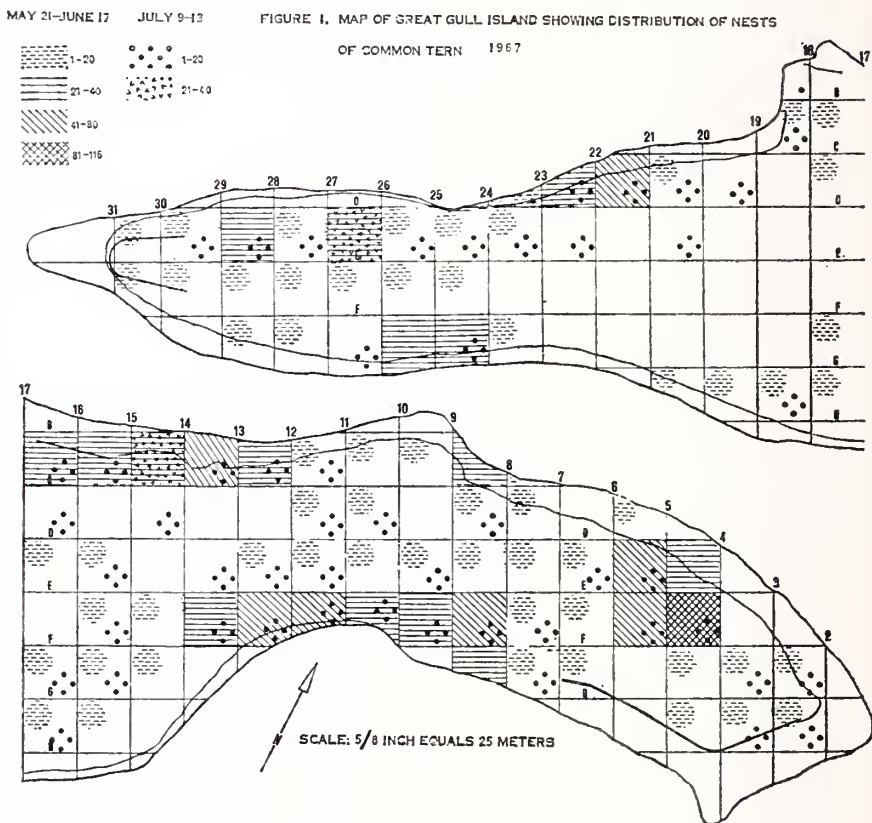 MAY 21-JUNE 17 JULY 9-13 FIGURE 1. MAP OF GREAT GULL ISLAND SHOWING DISTRIBUTION OF NESTS
OF COMMON TERN 1967
1-20 1-20
21-40 21-40
41-80
81-116
18 17
B
19
C
23 22 21 20
31 30 29 28 27 26 25 24
D D
E E
F F
G
H
17 16 15 14 13 12 11 10 9
B
8 7 6 5
C
D D 4
E E 3
F F 2
G G
H
N
SCALE: 5/8 INCH EQUALS 25 METERS